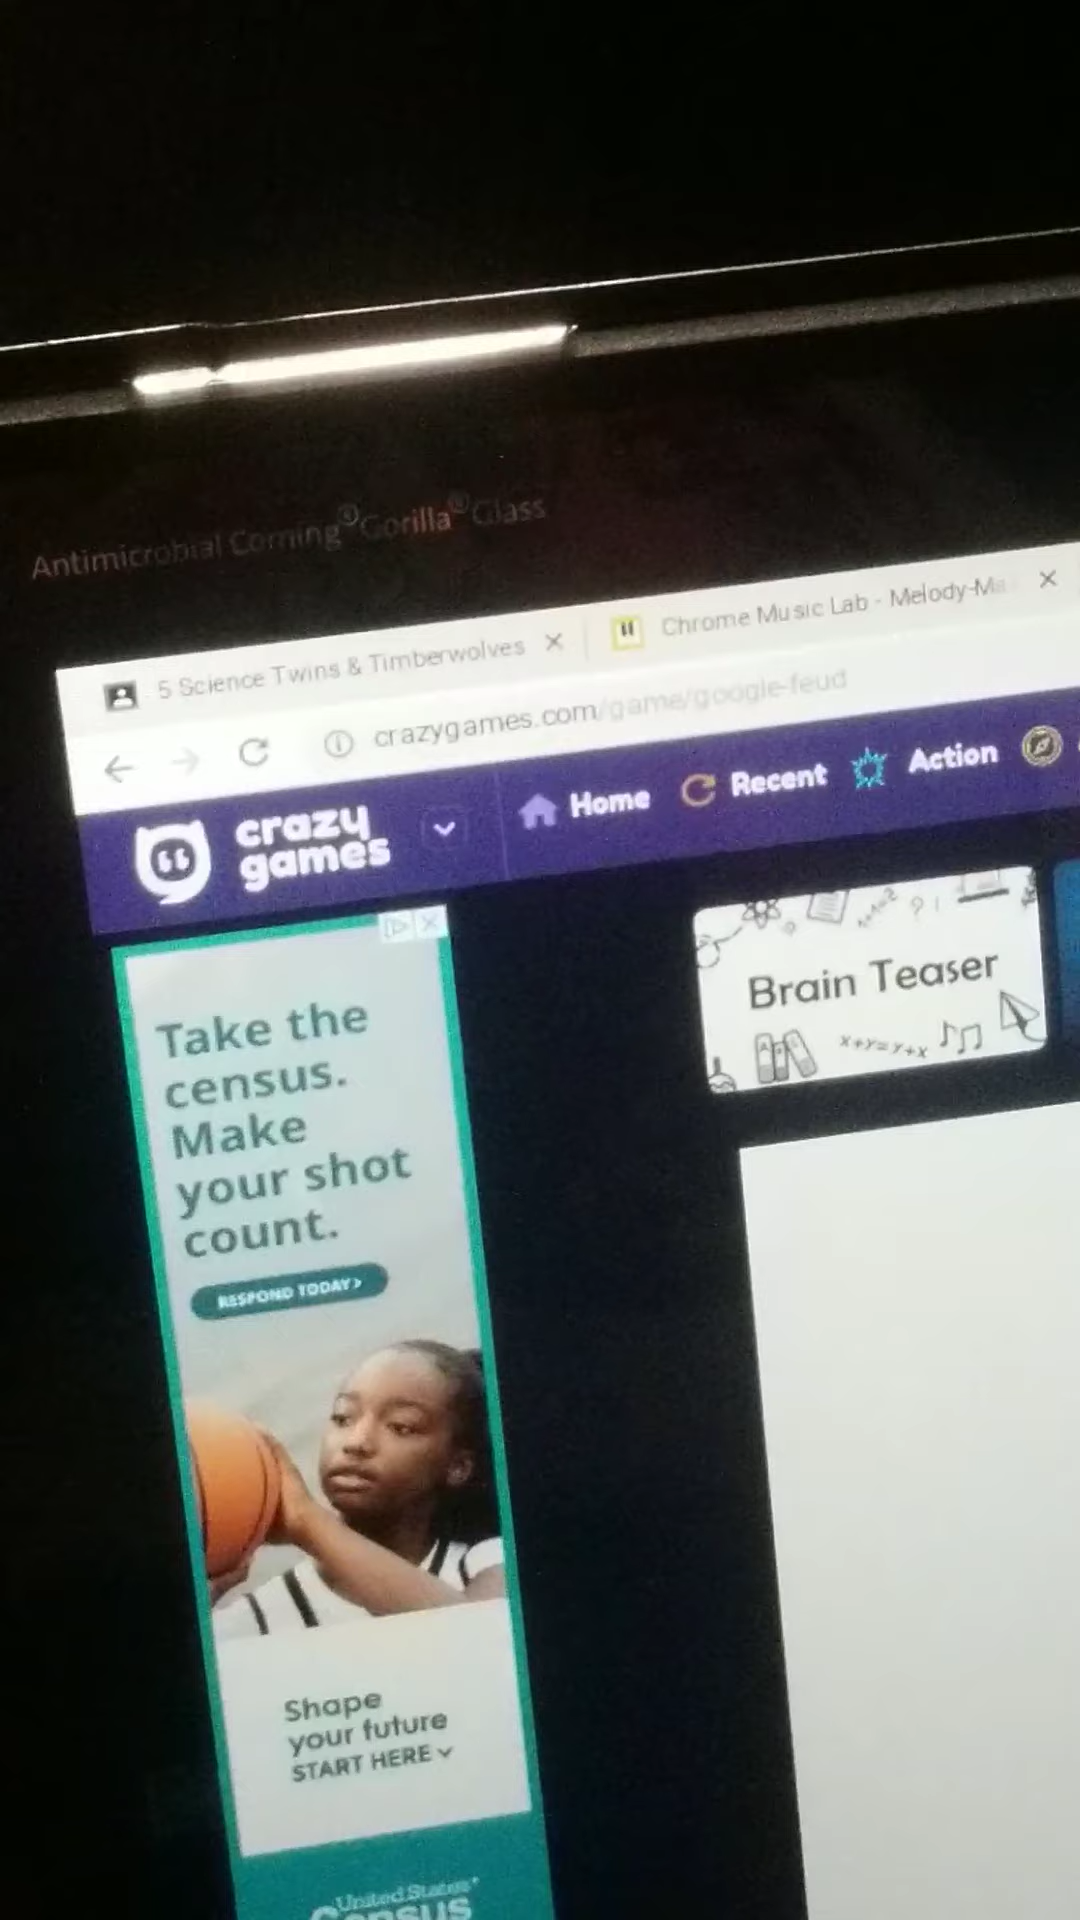 Antimicrobial Corning® Gorilla® Glass
5 Science Twins & Timberwolves
Chrome Music Lab - Melody-Ma
crazygames.com/game/google-feud
crazy
games
Home
Recent
Action
Brain Teaser
x+y=y+x
Take the
census.
Make
your shot
count.
RESPOND TODAY >
Shape
your future
START HERE
United States®
Census